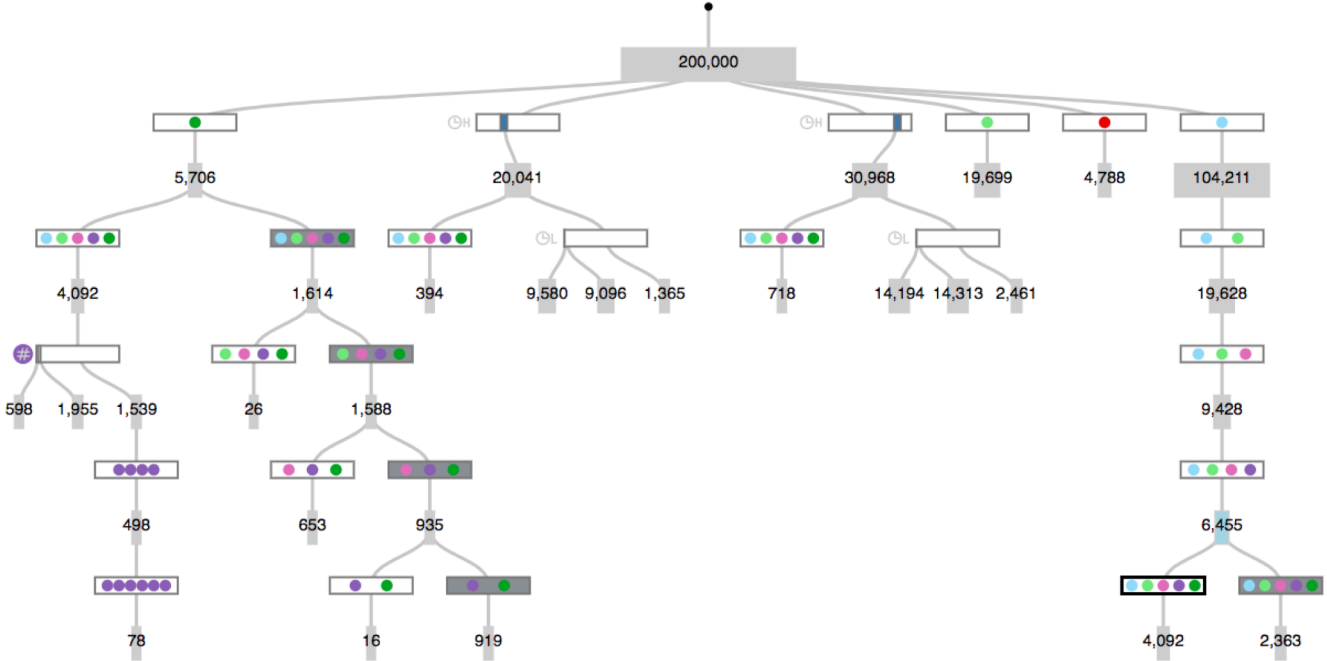 200,000
H
H
5,706 20,041 30,968 19,699 4,788 104,211
L
L
4,092 1,614 394 9,580 9,096 1,365 718 14,194 14,313 2,461 19,628
#
598 1,955 1,539 26 1,588 9,428
498 653 935 6,455
78 16 919 4,092 2,363